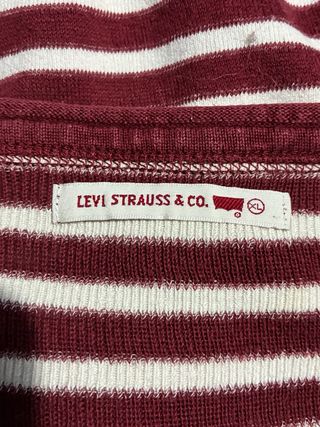 LEVI STRAUSS & CO. XL